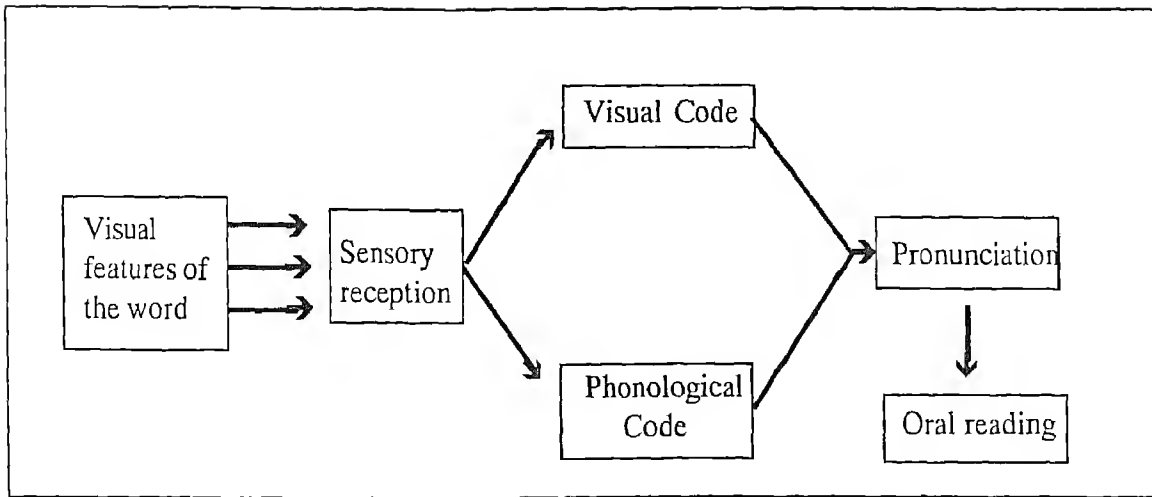 Visual
features of
the word
Sensory
reception
Visual Code
Phonological
Code
Pronunciation
Oral reading